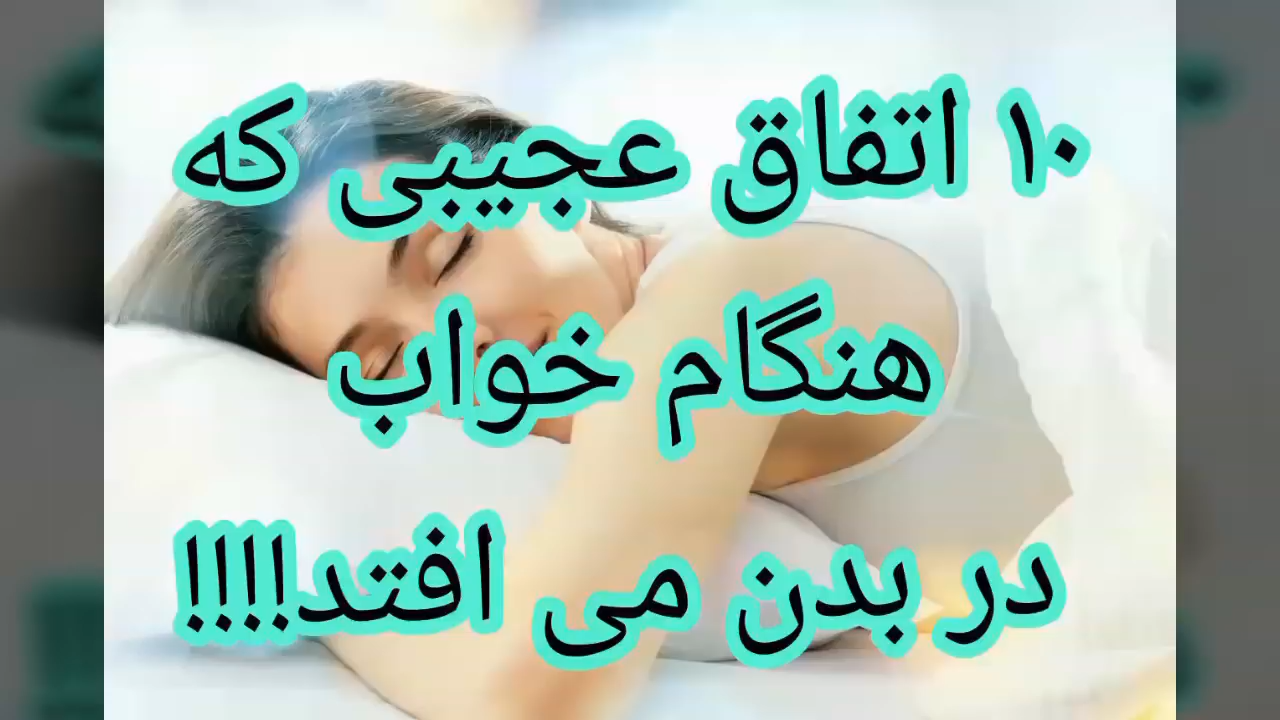 ۱۰ اتفاق عجیبی که
هنگام خواب
در بدن می افتد!!!!